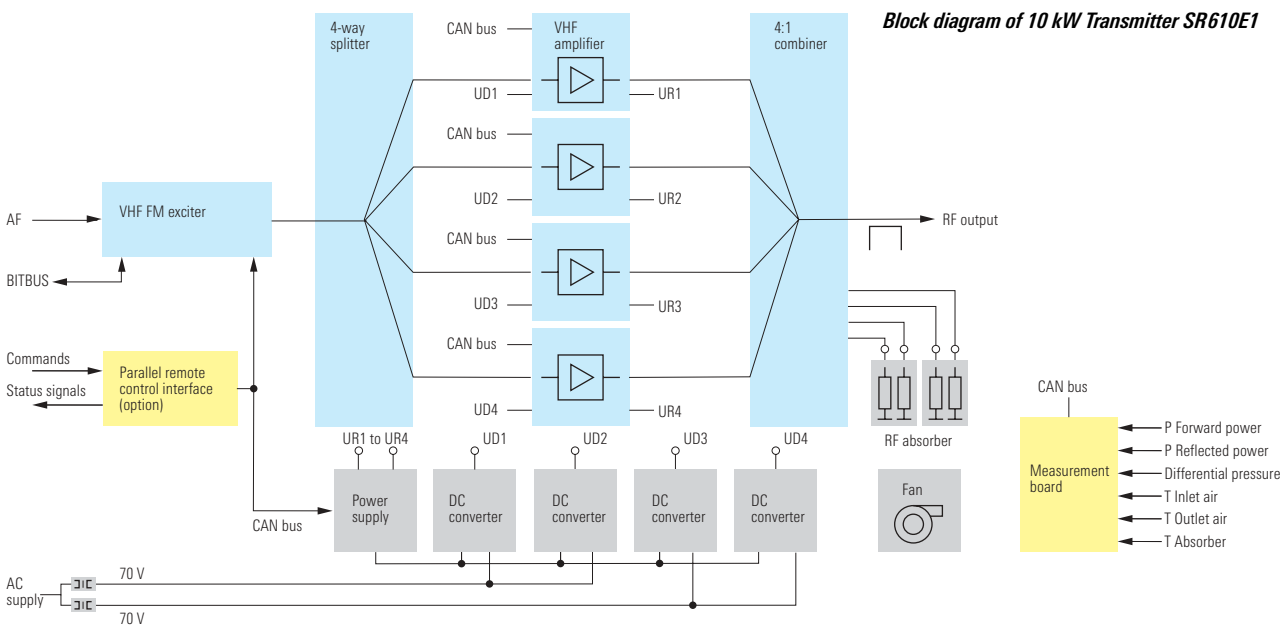 Block diagram of 10 kW Transmitter SR610E1
4-way
splitter
CAN bus
VHF
amplifier
4:1
combiner
UD1
UR1
CAN bus
UD2
UR2
AF
VHF FM exciter
RF output
CAN bus
BITBUS
UD3
UR3
CAN bus
Commands
Status signals
Parallel remote
control interface
(option)
UD4
UR4
RF absorber
CAN bus
UR1 to UR4
UD1
UD2
UD3
UD4
Power
supply
DC
converter
DC
converter
DC
converter
DC
converter
Fan
Measurement
board
P Forward power
P Reflected power
Differential pressure
T Inlet air
T Outlet air
T Absorber
CAN bus
AC
supply
70 V
70 V